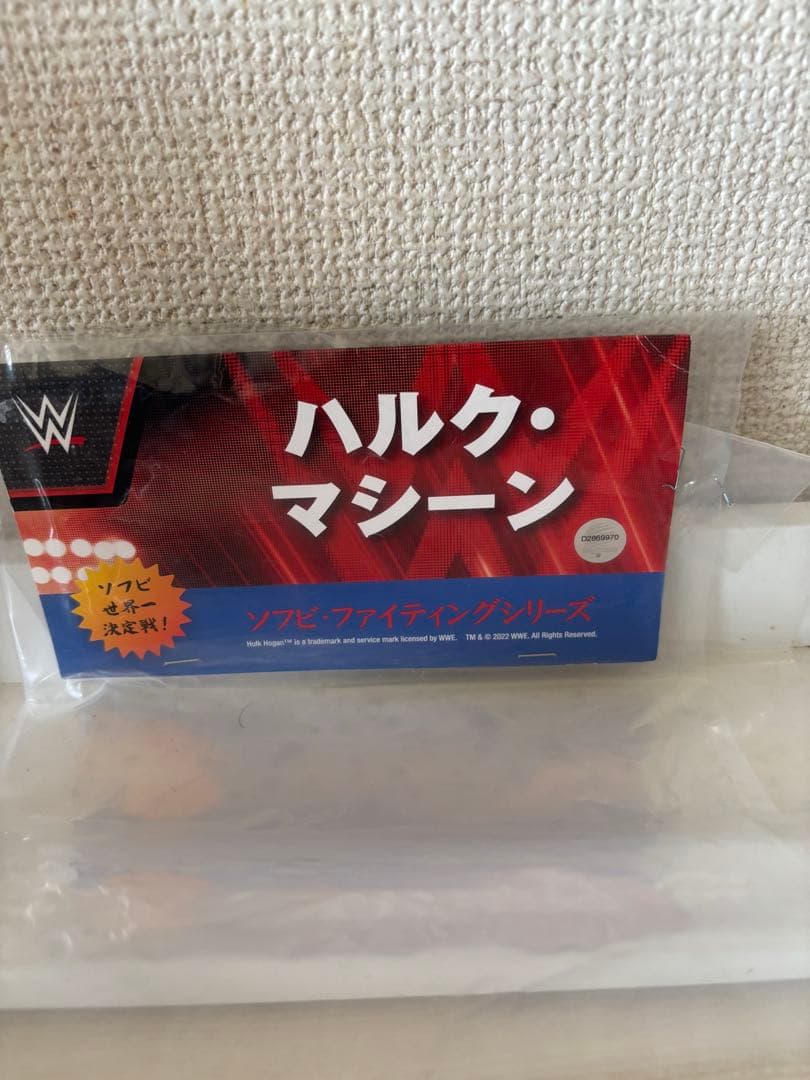 W
ハルク・
マシーン
D2869970
ソフビ
世界一
決定戦！
ソフビ・ファイティングシリーズ
Hulk Hogan™ is a trademark and service mark licensed by WWE. TM & © 2022 WWE. All Rights Reserved.